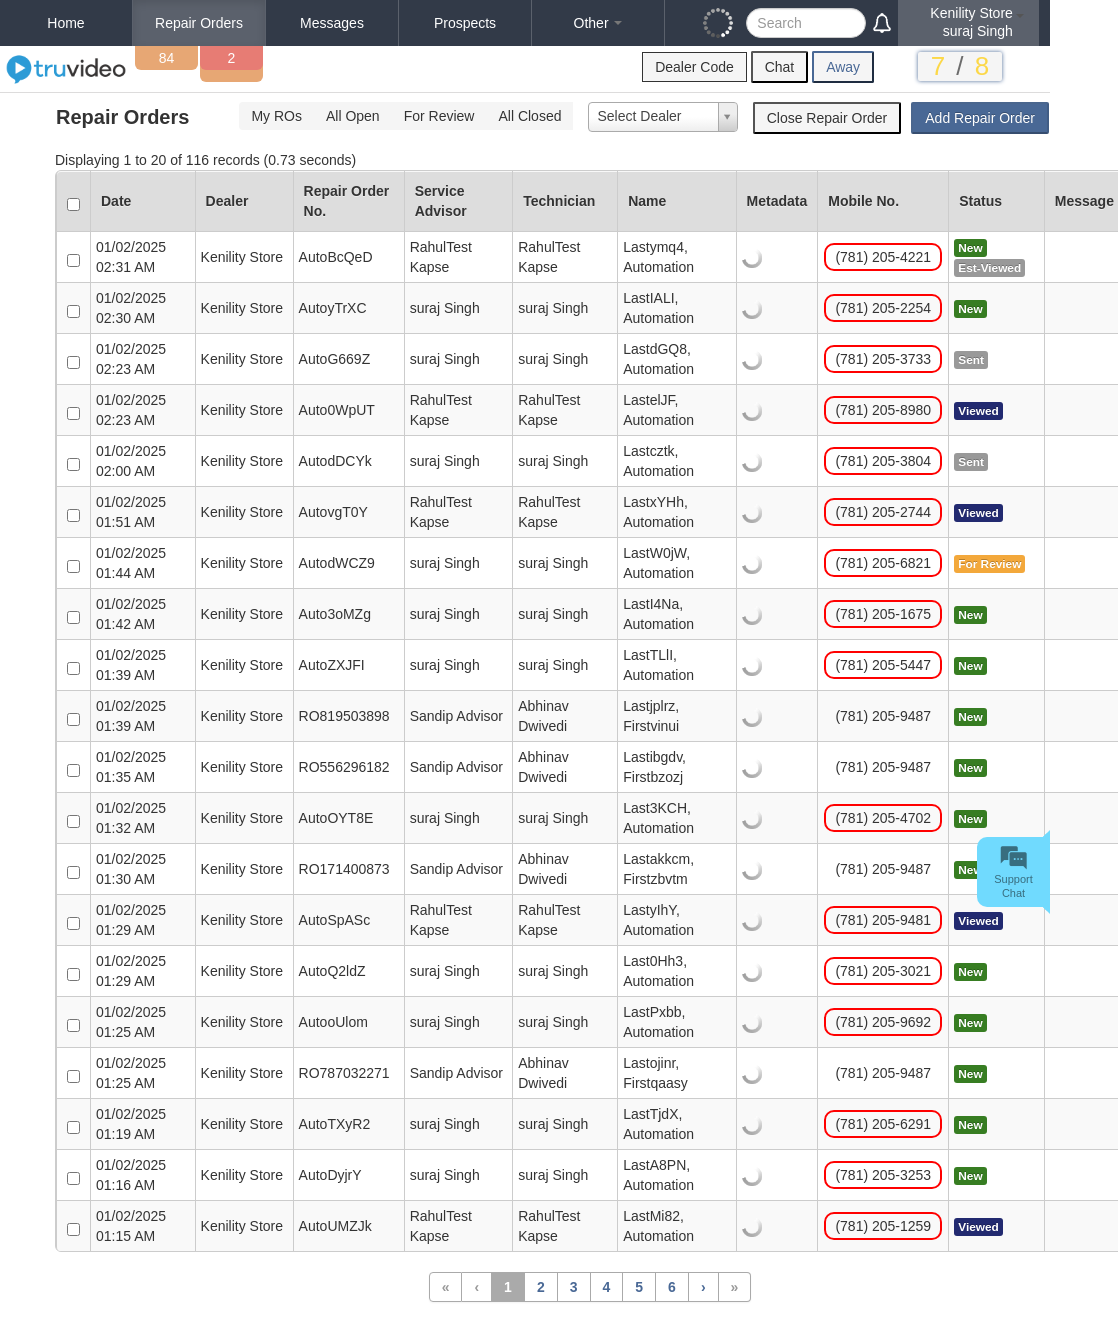 Home Repair Orders Messages Prospects Other Search Kenility Store
suraj Singh
84 2
truvideo Dealer Code Chat Away 7 / 8
Repair Orders My ROs All Open For Review All Closed Select Dealer Close Repair Order Add Repair Order
Displaying 1 to 20 of 116 records (0.73 seconds)
Date Dealer Repair Order No. Service Advisor Technician Name Metadata Mobile No. Status Message
01/02/2025 02:31 AM Kenility Store AutoBcQeD RahulTest Kapse RahulTest Kapse Lastymq4, Automation (781) 205-4221 New Est-Viewed
01/02/2025 02:30 AM Kenility Store AutoyTrXC suraj Singh suraj Singh LastIALI, Automation (781) 205-2254 New
01/02/2025 02:23 AM Kenility Store AutoG669Z suraj Singh suraj Singh LastdGQ8, Automation (781) 205-3733 Sent
01/02/2025 02:23 AM Kenility Store Auto0WpUT RahulTest Kapse RahulTest Kapse LastelJF, Automation (781) 205-8980 Viewed
01/02/2025 02:00 AM Kenility Store AutodDCYk suraj Singh suraj Singh Lastcztk, Automation (781) 205-3804 Sent
01/02/2025 01:51 AM Kenility Store AutovgT0Y RahulTest Kapse RahulTest Kapse LastxYHh, Automation (781) 205-2744 Viewed
01/02/2025 01:44 AM Kenility Store AutodWCZ9 suraj Singh suraj Singh LastW0jW, Automation (781) 205-6821 For Review
01/02/2025 01:42 AM Kenility Store Auto3oMZg suraj Singh suraj Singh LastI4Na, Automation (781) 205-1675 New
01/02/2025 01:39 AM Kenility Store AutoZXJFI suraj Singh suraj Singh LastTLlI, Automation (781) 205-5447 New
01/02/2025 01:39 AM Kenility Store RO819503898 Sandip Advisor Abhinav Dwivedi Lastjplrz, Firstvinui (781) 205-9487 New
01/02/2025 01:35 AM Kenility Store RO556296182 Sandip Advisor Abhinav Dwivedi Lastibgdv, Firstbzozj (781) 205-9487 New
01/02/2025 01:32 AM Kenility Store AutoOYT8E suraj Singh suraj Singh Last3KCH, Automation (781) 205-4702 New
01/02/2025 01:30 AM Kenility Store RO171400873 Sandip Advisor Abhinav Dwivedi Lastakkcm, Firstzbvtm (781) 205-9487 New
Support
Chat
01/02/2025 01:29 AM Kenility Store AutoSpASc RahulTest Kapse RahulTest Kapse LastyIhY, Automation (781) 205-9481 Viewed
01/02/2025 01:29 AM Kenility Store AutoQ2ldZ suraj Singh suraj Singh Last0Hh3, Automation (781) 205-3021 New
01/02/2025 01:25 AM Kenility Store AutooUlom suraj Singh suraj Singh LastPxbb, Automation (781) 205-9692 New
01/02/2025 01:25 AM Kenility Store RO787032271 Sandip Advisor Abhinav Dwivedi Lastojinr, Firstqaasy (781) 205-9487 New
01/02/2025 01:19 AM Kenility Store AutoTXyR2 suraj Singh suraj Singh LastTjdX, Automation (781) 205-6291 New
01/02/2025 01:16 AM Kenility Store AutoDyjrY suraj Singh suraj Singh LastA8PN, Automation (781) 205-3253 New
01/02/2025 01:15 AM Kenility Store AutoUMZJk RahulTest Kapse RahulTest Kapse LastMi82, Automation (781) 205-1259 Viewed
« ‹ 1 2 3 4 5 6 › »